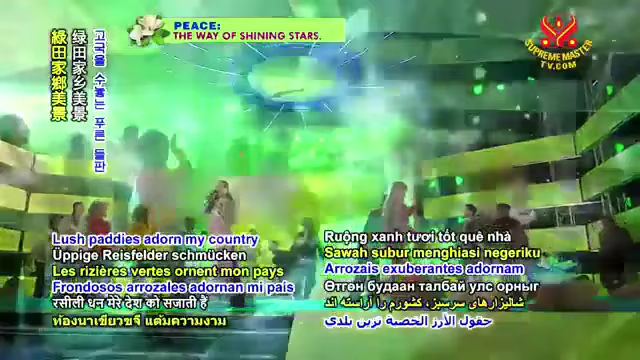 PEACE:
THE WAY OF SHINING STARS.
SUPREME MASTER
TV.COM
고국을 수놓는 푸른 들판
绿田家乡美景
綠田家鄉美景
Lush paddies adorn my country
Üppige Reisfelder schmücken
Les rizières vertes ornent mon pays
Frondosos arrozales adornan mi país
रसीली धन मेरे देश को सजाती हैं
ท้องนาเขียวขจี แต้มความงาม
Ruộng xanh tươi tốt quê nhà
Sawah subur menghiasi negeriku
Arrozais exuberantes adornam
Өтгөн будаан талбай улс орныг
شالیزارهای سرسبز، کشورم را آراسته اند
حقول الأرز الخصبة تزين بلدي